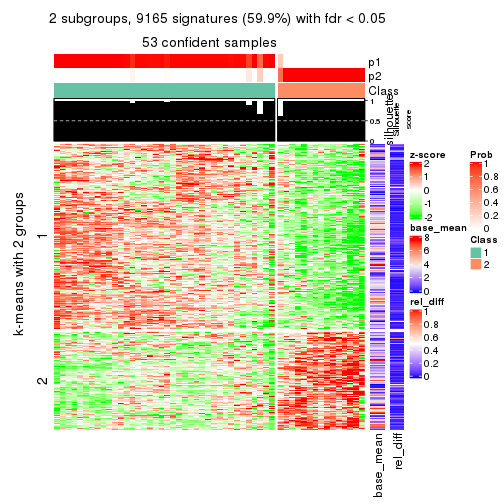 2 subgroups, 9165 signatures (59.9%) with fdr < 0.05
53 confident samples
p1
p2
Class
1
0.5
0
silhouette
Silhouette
score
k-means with 2 groups
1
2
base_mean
rel_diff
z-score
2
1
0
-1
-2
base_mean
8
6
4
2
0
rel_diff
1
0.8
0.6
0.4
0.2
0
Prob
1
0.8
0.6
0.4
0.2
0
Class
1
2